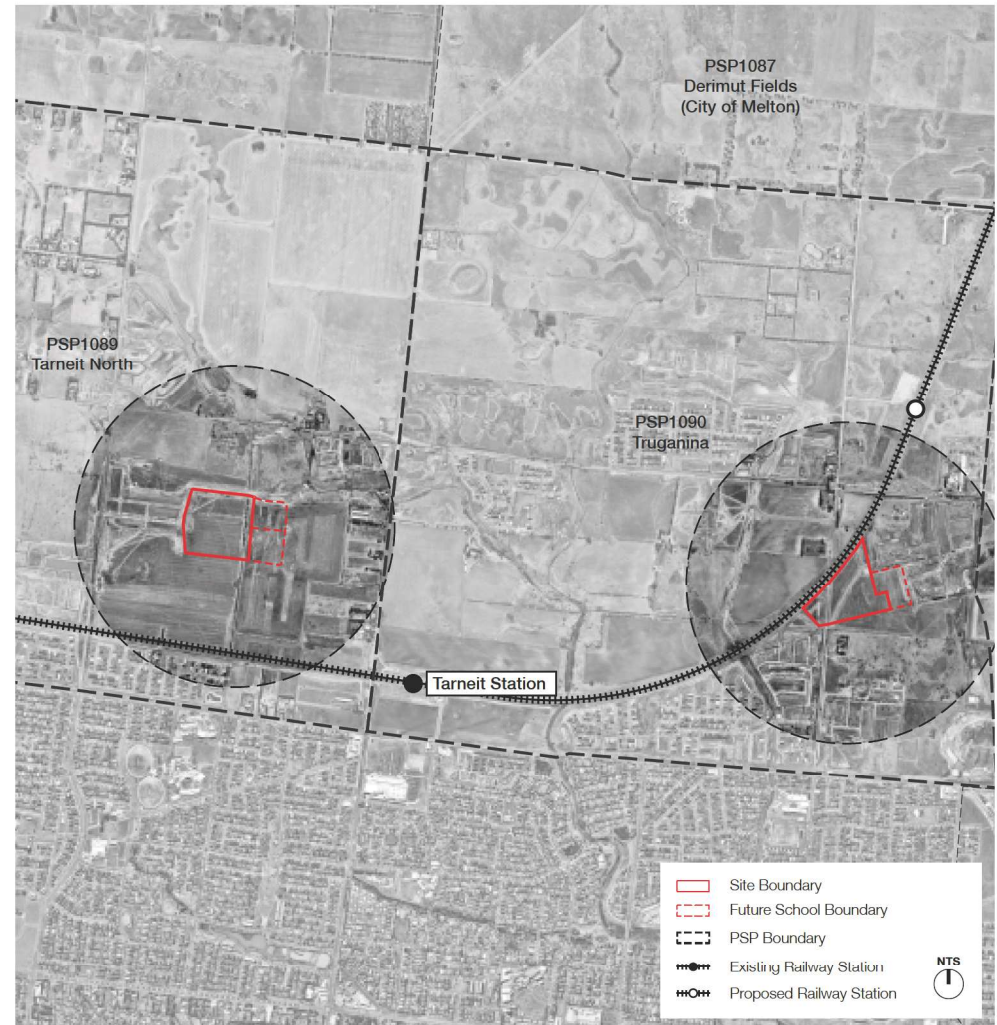 PSP1087
Derimut Fields
(City of Melton)
PSP1089
Tarneit North
PSP1090
Truganina
Tarneit Station
Site Boundary
Future School Boundary
PSP Boundary
Existing Railway Station
Proposed Railway Station
NTS